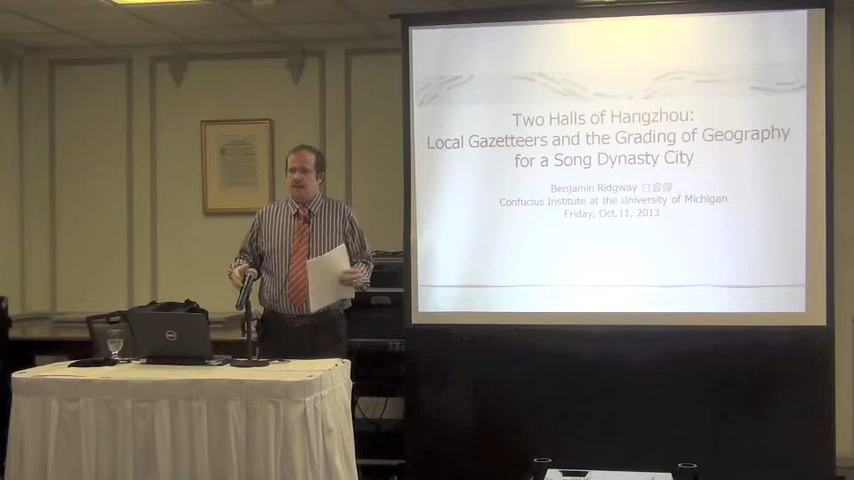 Two Halls of Hangzhou:
Local Gazetteers and the Grading of Geography
for a Song Dynasty City
Benjamin Ridgway 白睿偉
Confucius Institute at the University of Michigan
Friday, Oct.11, 2013
DELL